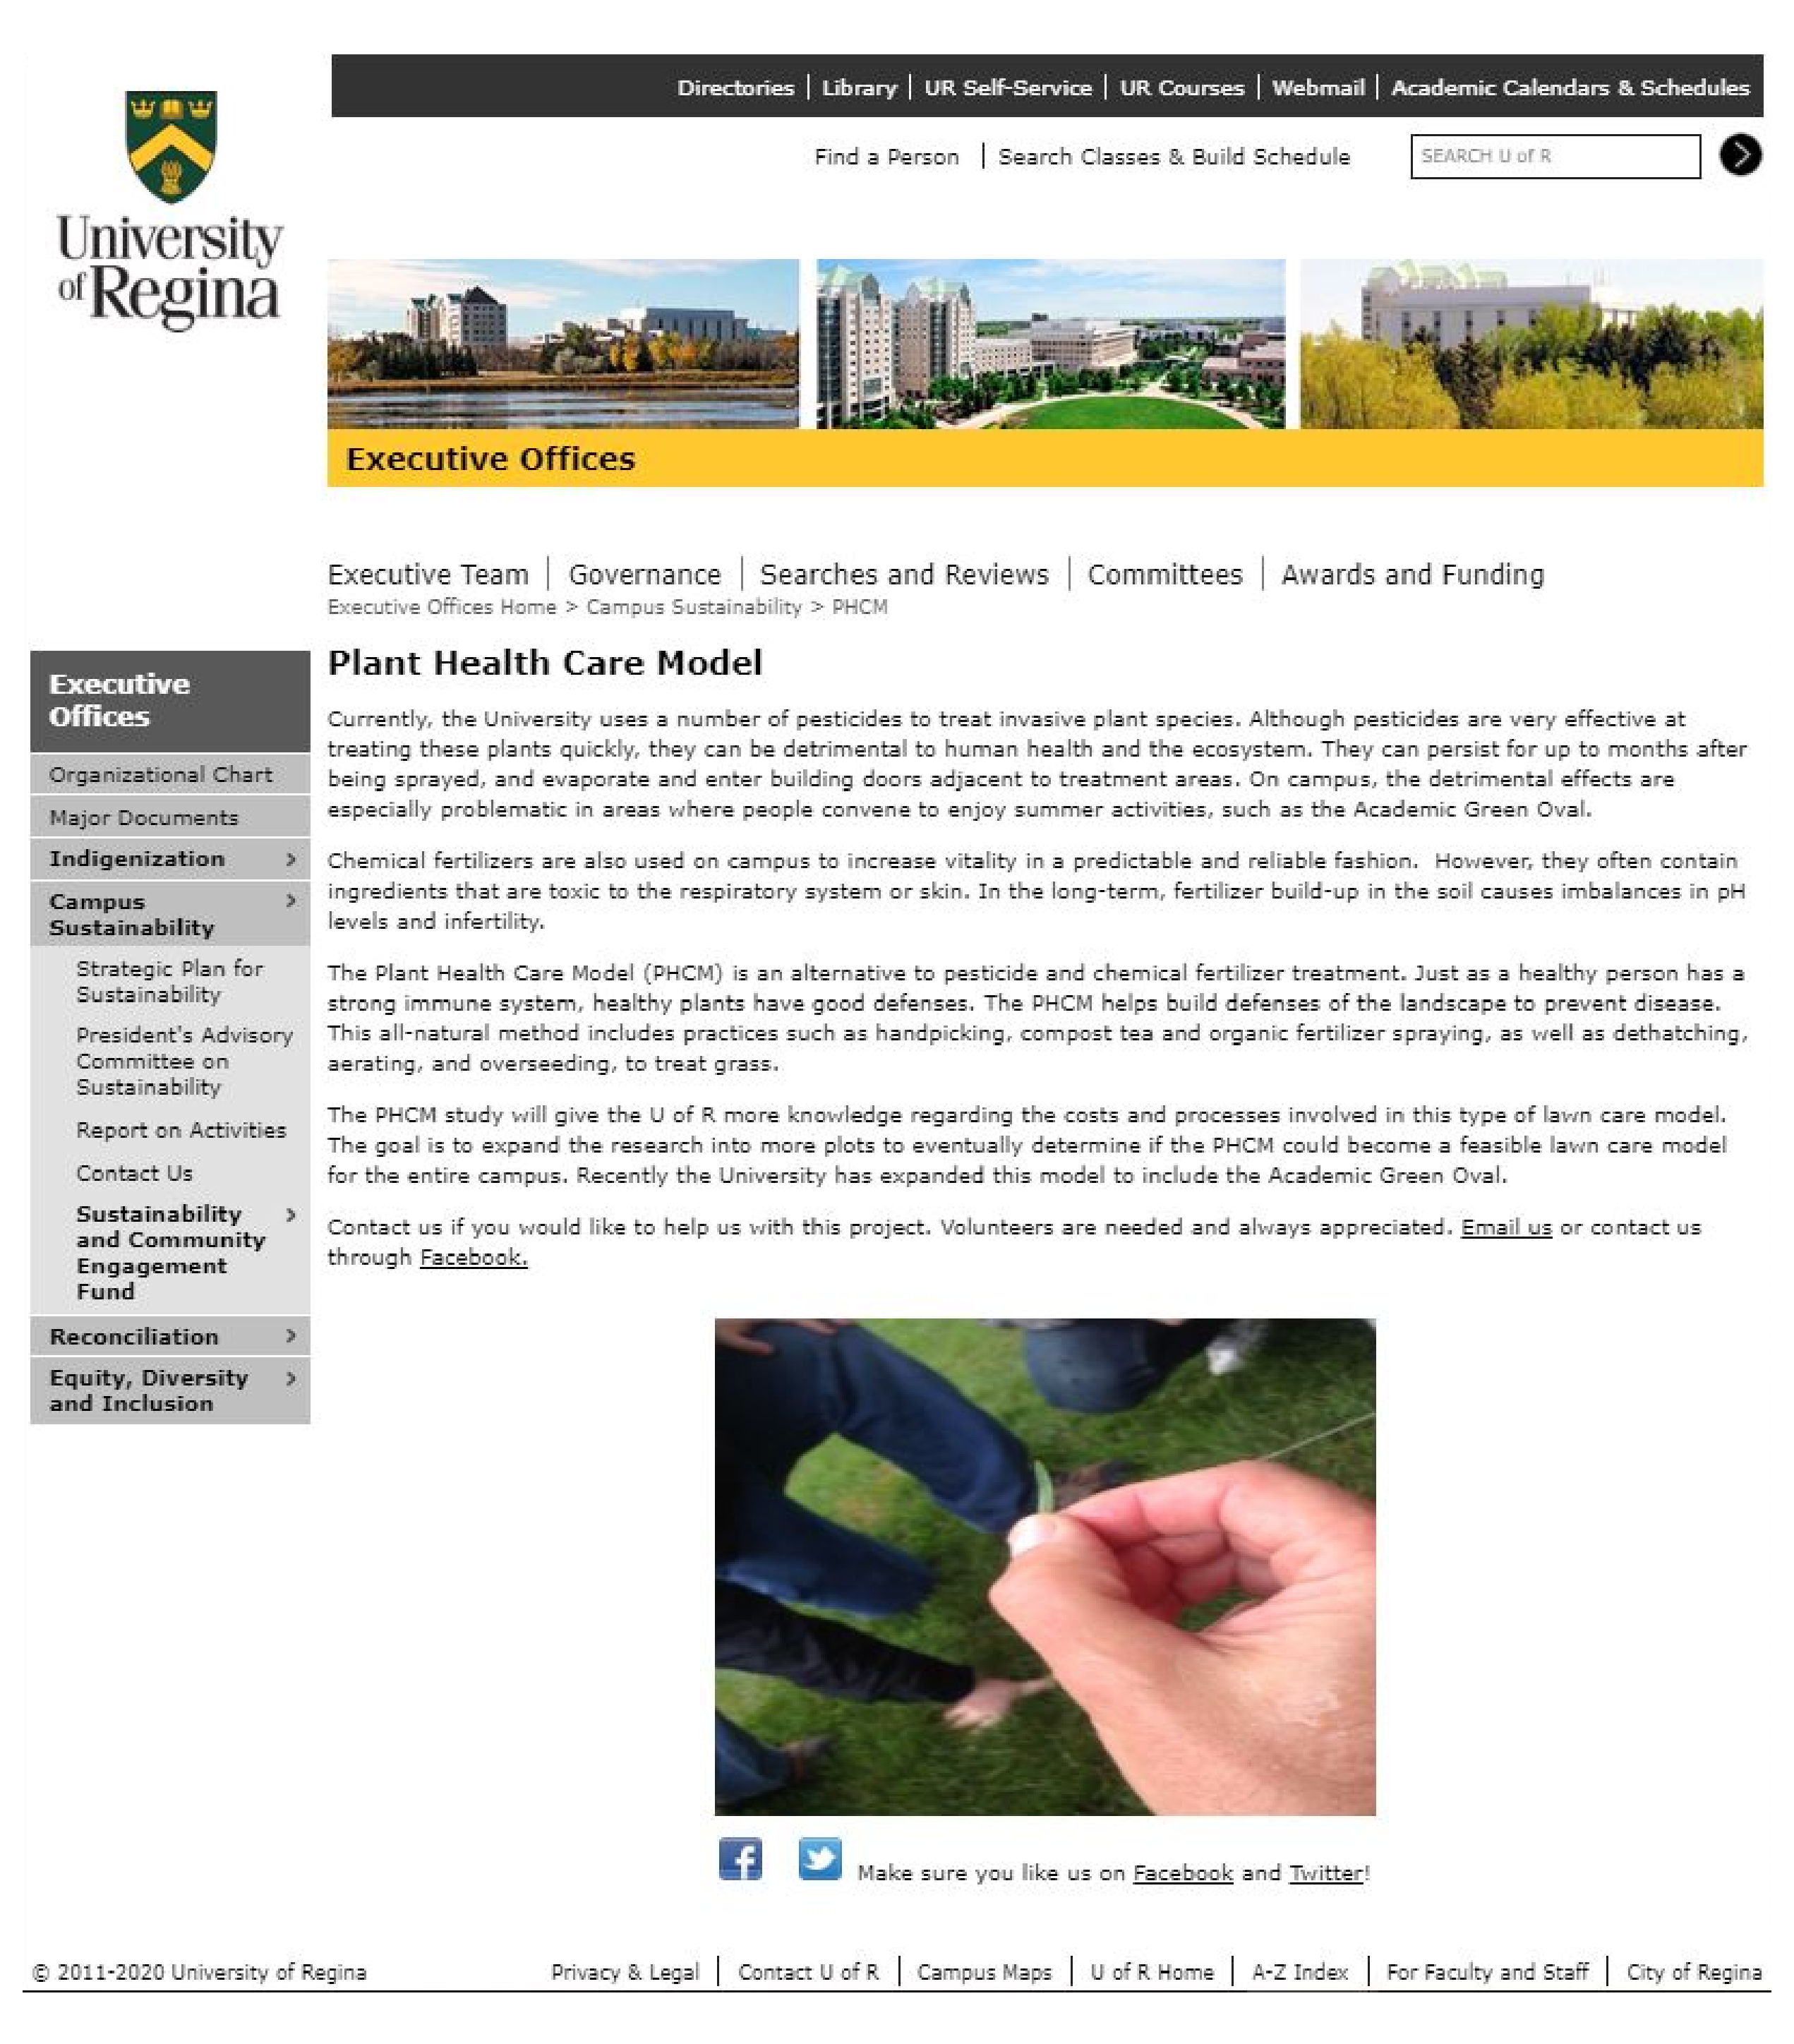 Directories | Library | UR Self-Service | UR Courses | Webmail | Academic Calendars & Schedules
Find a Person | Search Classes & Build Schedule
SEARCH U of R
University
of Regina
Executive Offices
Executive Team | Governance | Searches and Reviews | Committees | Awards and Funding
Executive Offices Home > Campus Sustainability > PHCM
Executive
Offices
Organizational Chart
Major Documents
Indigenization >
Campus >
Sustainability
Strategic Plan for
Sustainability
President's Advisory
Committee on
Sustainability
Report on Activities
Contact Us
Sustainability >
and Community
Engagement
Fund
Reconciliation >
Equity, Diversity >
and Inclusion
Plant Health Care Model
Currently, the University uses a number of pesticides to treat invasive plant species. Although pesticides are very effective at
treating these plants quickly, they can be detrimental to human health and the ecosystem. They can persist for up to months after
being sprayed, and evaporate and enter building doors adjacent to treatment areas. On campus, the detrimental effects are
especially problematic in areas where people convene to enjoy summer activities, such as the Academic Green Oval.
Chemical fertilizers are also used on campus to increase vitality in a predictable and reliable fashion. However, they often contain
ingredients that are toxic to the respiratory system or skin. In the long-term, fertilizer build-up in the soil causes imbalances in pH
levels and infertility.
The Plant Health Care Model (PHCM) is an alternative to pesticide and chemical fertilizer treatment. Just as a healthy person has a
strong immune system, healthy plants have good defenses. The PHCM helps build defenses of the landscape to prevent disease.
This all-natural method includes practices such as handpicking, compost tea and organic fertilizer spraying, as well as dethatching,
aerating, and overseeding, to treat grass.
The PHCM study will give the U of R more knowledge regarding the costs and processes involved in this type of lawn care model.
The goal is to expand the research into more plots to eventually determine if the PHCM could become a feasible lawn care model
for the entire campus. Recently the University has expanded this model to include the Academic Green Oval.
Contact us if you would like to help us with this project. Volunteers are needed and always appreciated. Email us or contact us
through Facebook.
Make sure you like us on Facebook and Twitter!
© 2011-2020 University of Regina
Privacy & Legal | Contact U of R | Campus Maps | U of R Home | A-Z Index | For Faculty and Staff | City of Regina